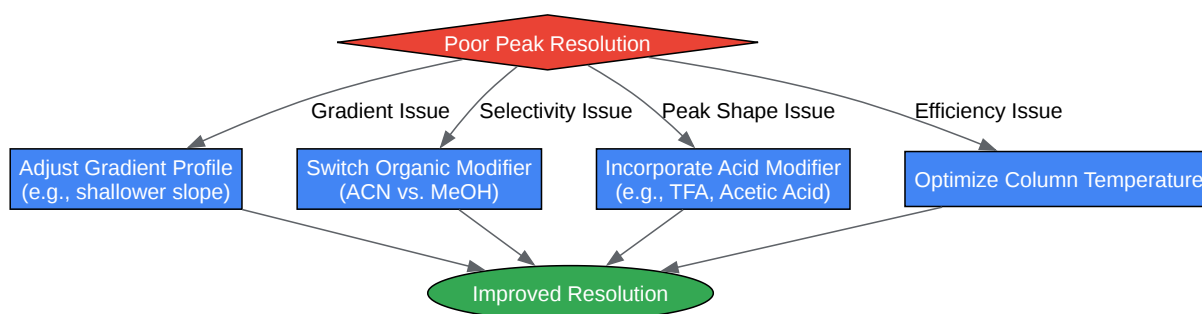 Poor Peak Resolution
Gradient Issue
Selectivity Issue
Peak Shape Issue
Efficiency Issue
Adjust Gradient Profile
(e.g., shallower slope)
Switch Organic Modifier
(ACN vs. MeOH)
Incorporate Acid Modifier
(e.g., TFA, Acetic Acid)
Optimize Column Temperature
Improved Resolution